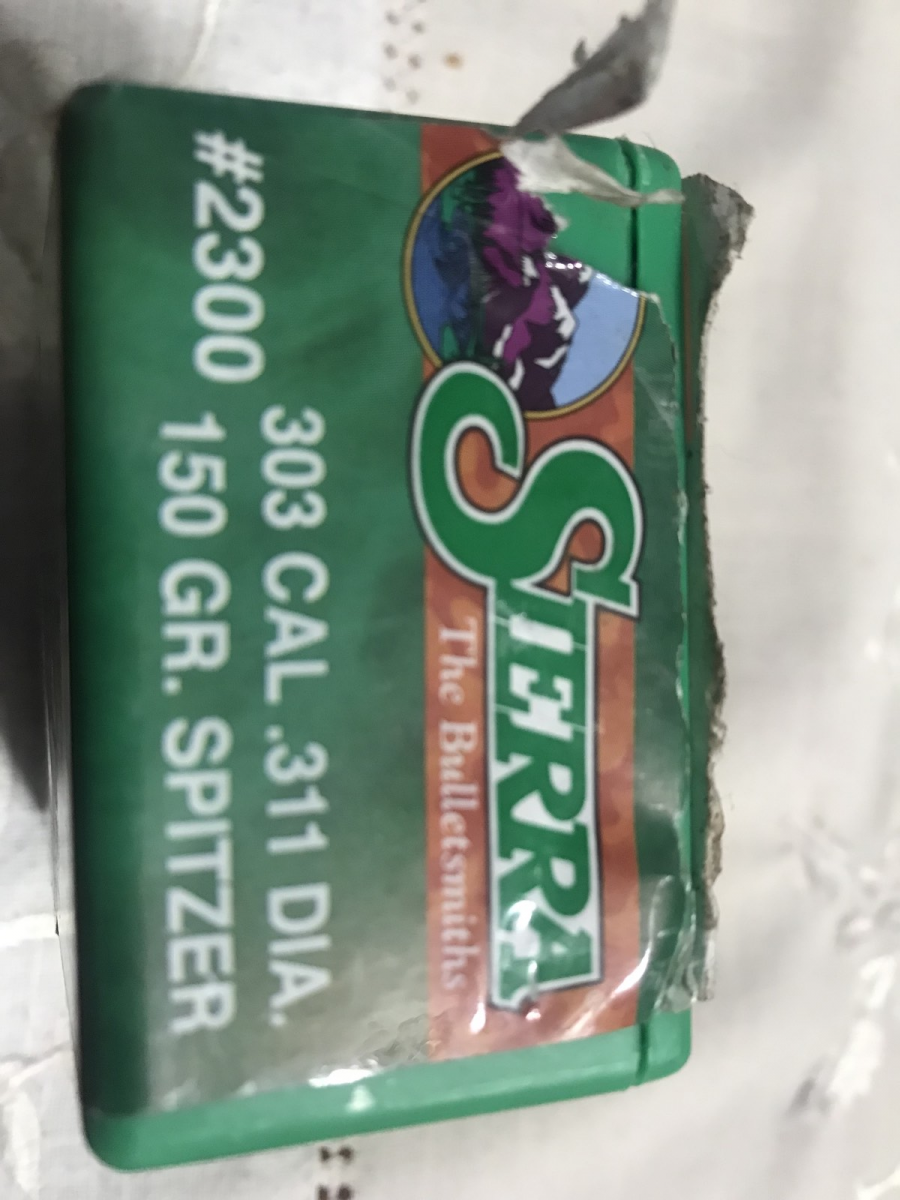 SIERRA
The Bulletsmiths
303 CAL .311 DIA.
#2300 150 GR. SPITZER